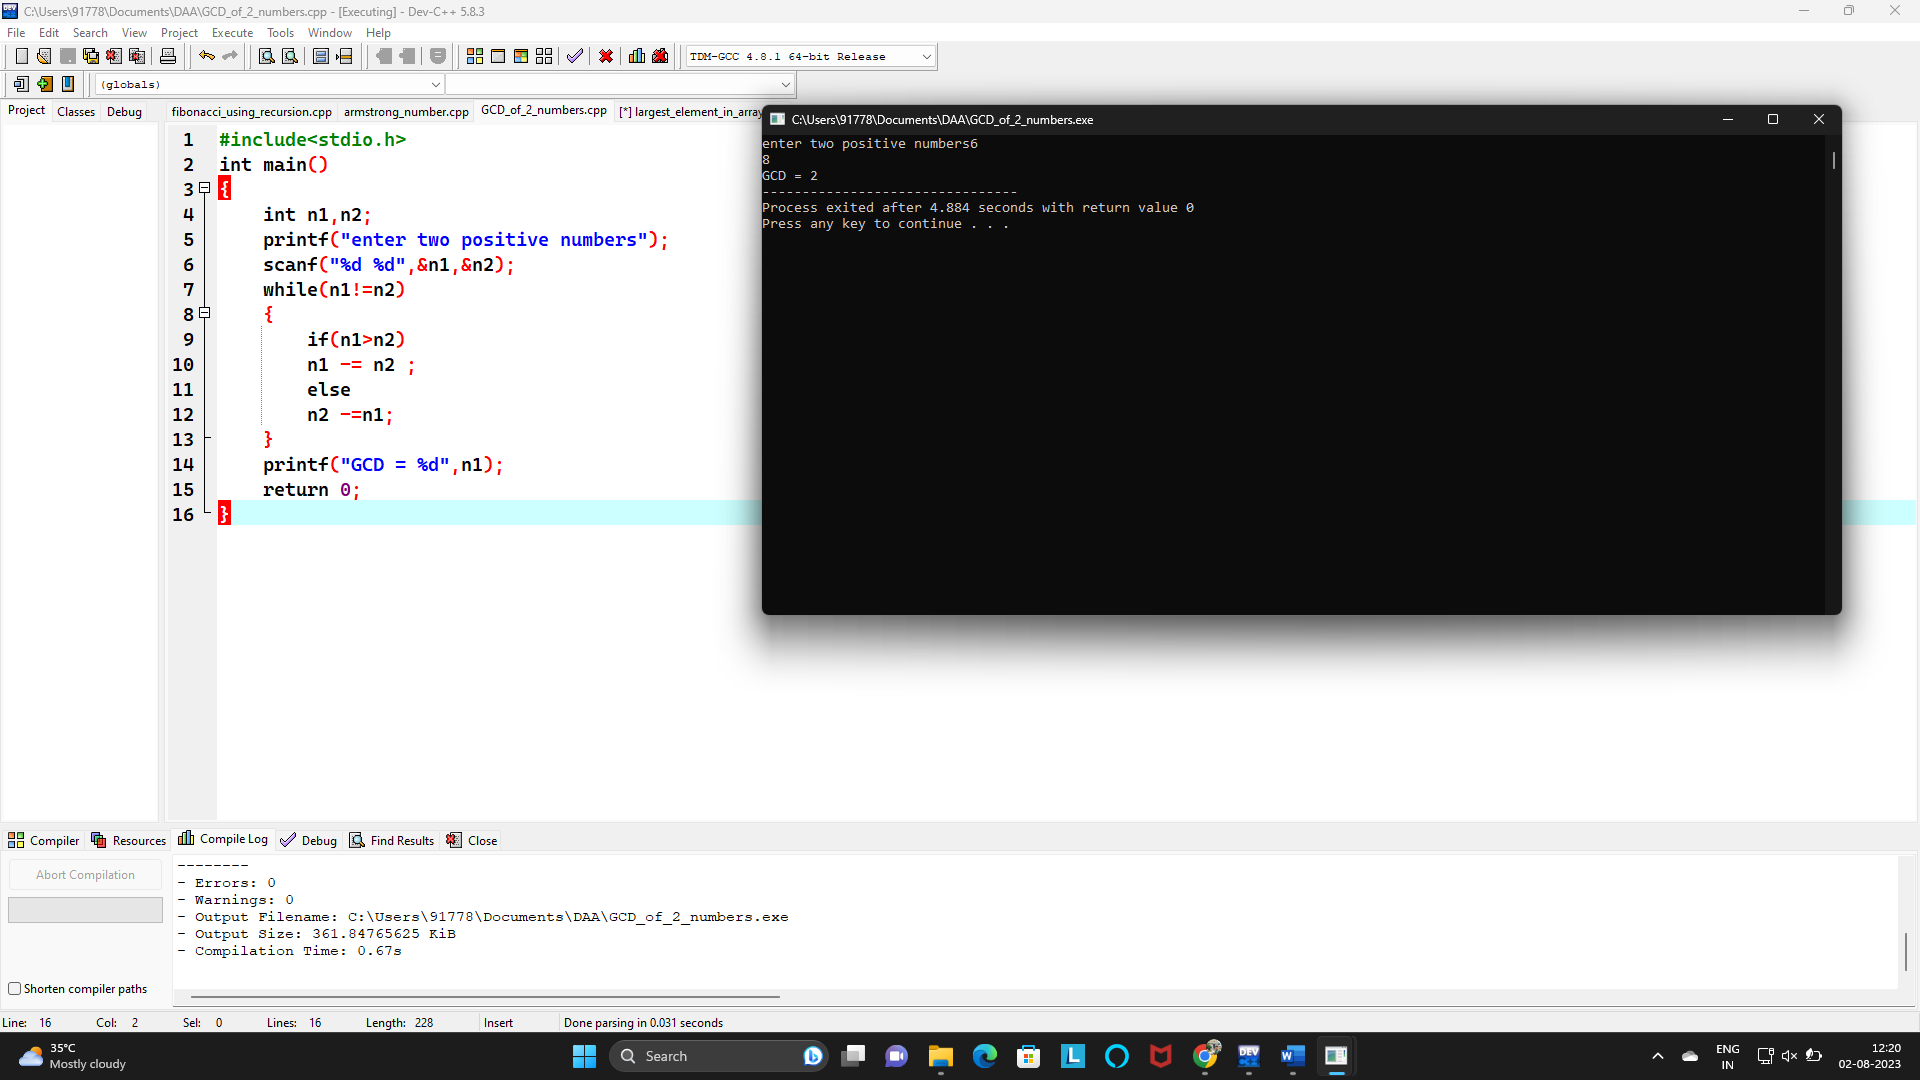 C:\Users\91778\Documents\DAA\GCD_of_2_numbers.cpp - [Executing] - Dev-C++ 5.8.3
File Edit Search View Project Execute Tools Window Help
TDM-GCC 4.8.1 64-bit Release
(globals)
Project Classes Debug
fibonacci_using_recursion.cpp armstrong_number.cpp GCD_of_2_numbers.cpp [*] largest_element_in_array
1 #include<stdio.h>
2 int main()
3 {
4 int n1,n2;
5 printf("enter two positive numbers");
6 scanf("%d %d",&n1,&n2);
7 while(n1!=n2)
8 {
9 if(n1>n2)
10 n1 -= n2 ;
11 else
12 n2 -=n1;
13 }
14 printf("GCD = %d",n1);
15 return 0;
16 }
C:\Users\91778\Documents\DAA\GCD_of_2_numbers.exe
enter two positive numbers6
8
GCD = 2
--------------------------------
Process exited after 4.884 seconds with return value 0
Press any key to continue . . .
Compiler Resources Compile Log Debug Find Results Close
Abort Compilation
Shorten compiler paths
--------
- Errors: 0
- Warnings: 0
- Output Filename: C:\Users\91778\Documents\DAA\GCD_of_2_numbers.exe
- Output Size: 361.84765625 KiB
- Compilation Time: 0.67s
Line: 16 Col: 2 Sel: 0 Lines: 16 Length: 228 Insert Done parsing in 0.031 seconds
35°C
Mostly cloudy
Search
L
DEV
W
ENG
IN
12:20
02-08-2023